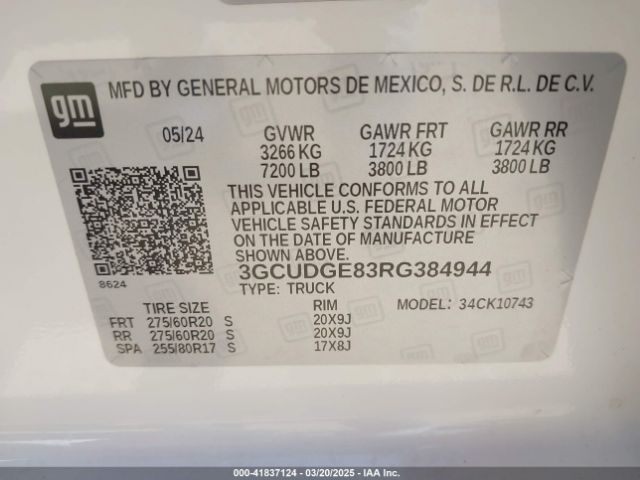 gm
MFD BY GENERAL MOTORS DE MEXICO, S. DE R.L. DE C.V.
05/24 GVWR GAWR FRT GAWR RR
3266 KG 1724 KG 1724 KG
7200 LB 3800 LB 3800 LB
THIS VEHICLE CONFORMS TO ALL
APPLICABLE U.S. FEDERAL MOTOR
VEHICLE SAFETY STANDARDS IN EFFECT
ON THE DATE OF MANUFACTURE
SHOWN ABOVE.
8624
3GCUDGE83RG384944
TYPE: TRUCK
TIRE SIZE RIM MODEL: 34CK10743
FRT 275/60R20 S 20X9J
RR 275/60R20 S 20X9J
SPA 255/80R17 S 17X8J
000-41837124 - 03/20/2025 - IAA Inc.